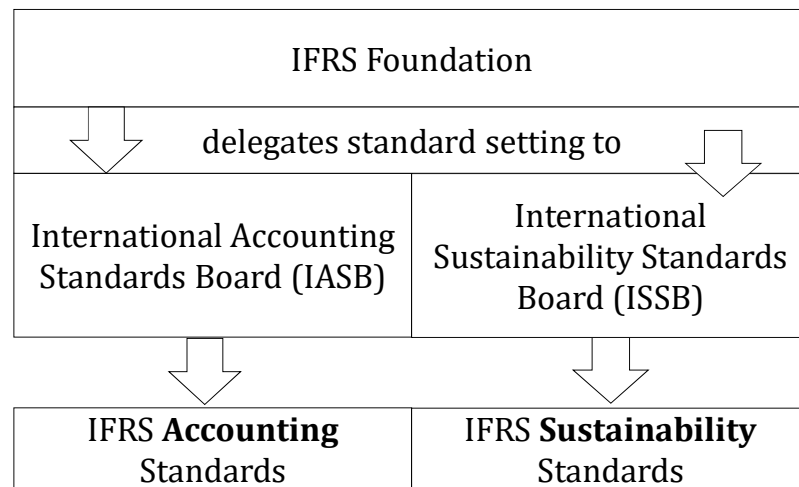 IFRS Foundation
delegates standard setting to
International Accounting
Standards Board (IASB)
International
Sustainability Standards
Board (ISSB)
IFRS Accounting
Standards
IFRS Sustainability
Standards